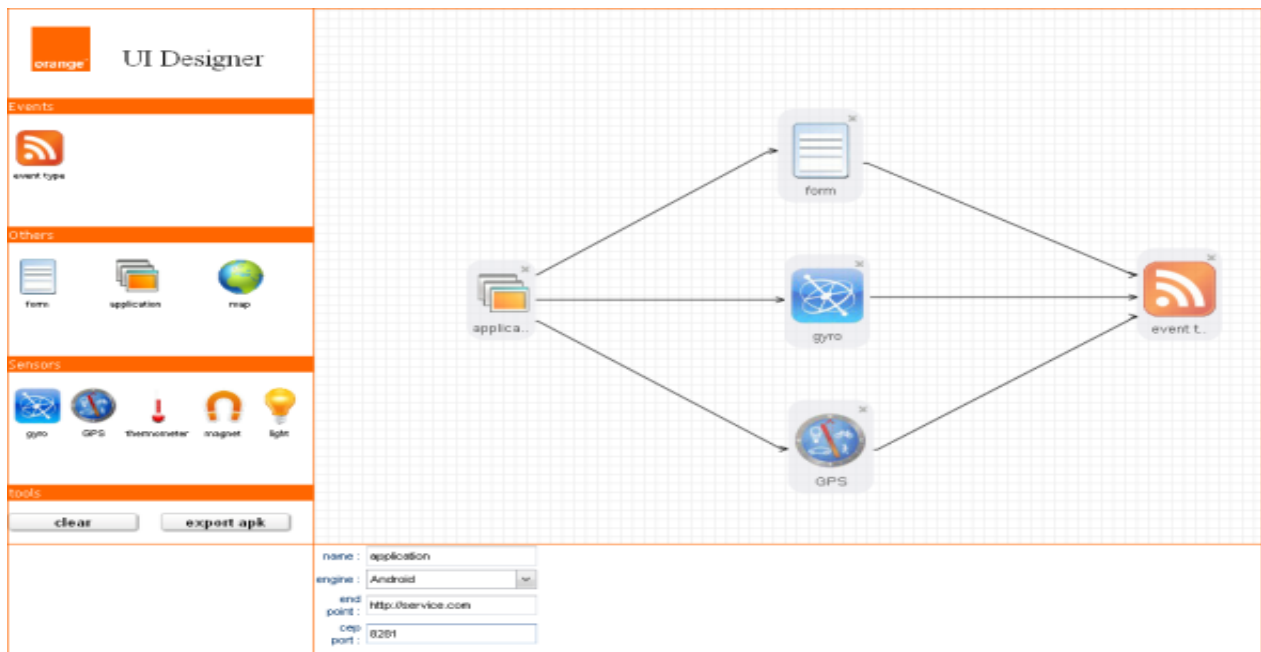 orange
UI Designer
Events
event type
Others
form application map
Sensors
gyro GPS thermometer magnet light
tools
clear export apk
form
applica..
gyro
event t..
GPS
name : application
engine : Android
end point : http://service.com
cep port : 8281